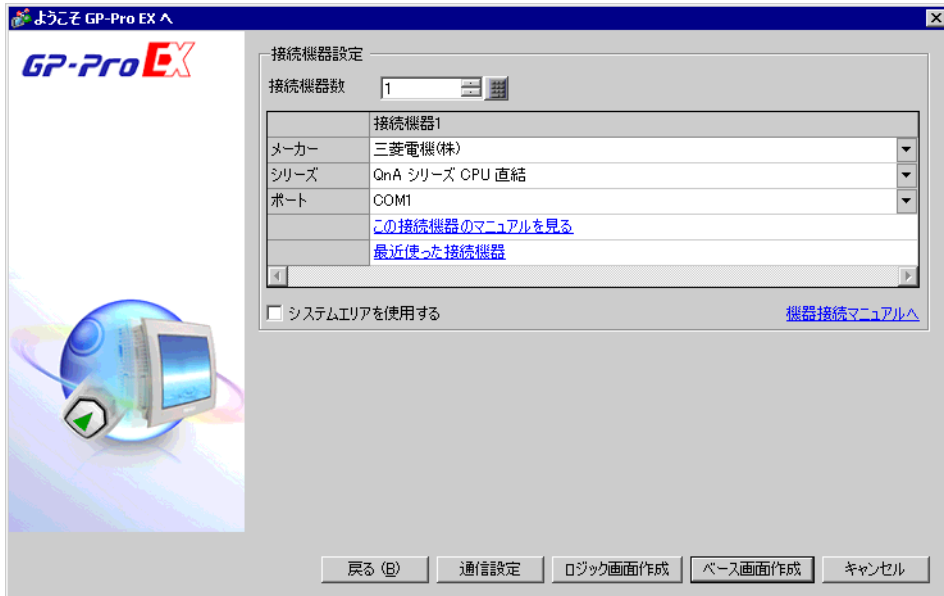 ようこそ GP-Pro EX へ
GP-Pro EX
接続機器設定
接続機器数 1
接続機器1
メーカー 三菱電機(株)
シリーズ QnA シリーズ CPU 直結
ポート COM1
この接続機器のマニュアルを見る
最近使った接続機器
システムエリアを使用する 機器接続マニュアルへ
戻る (B) 通信設定 ロジック画面作成 ベース画面作成 キャンセル